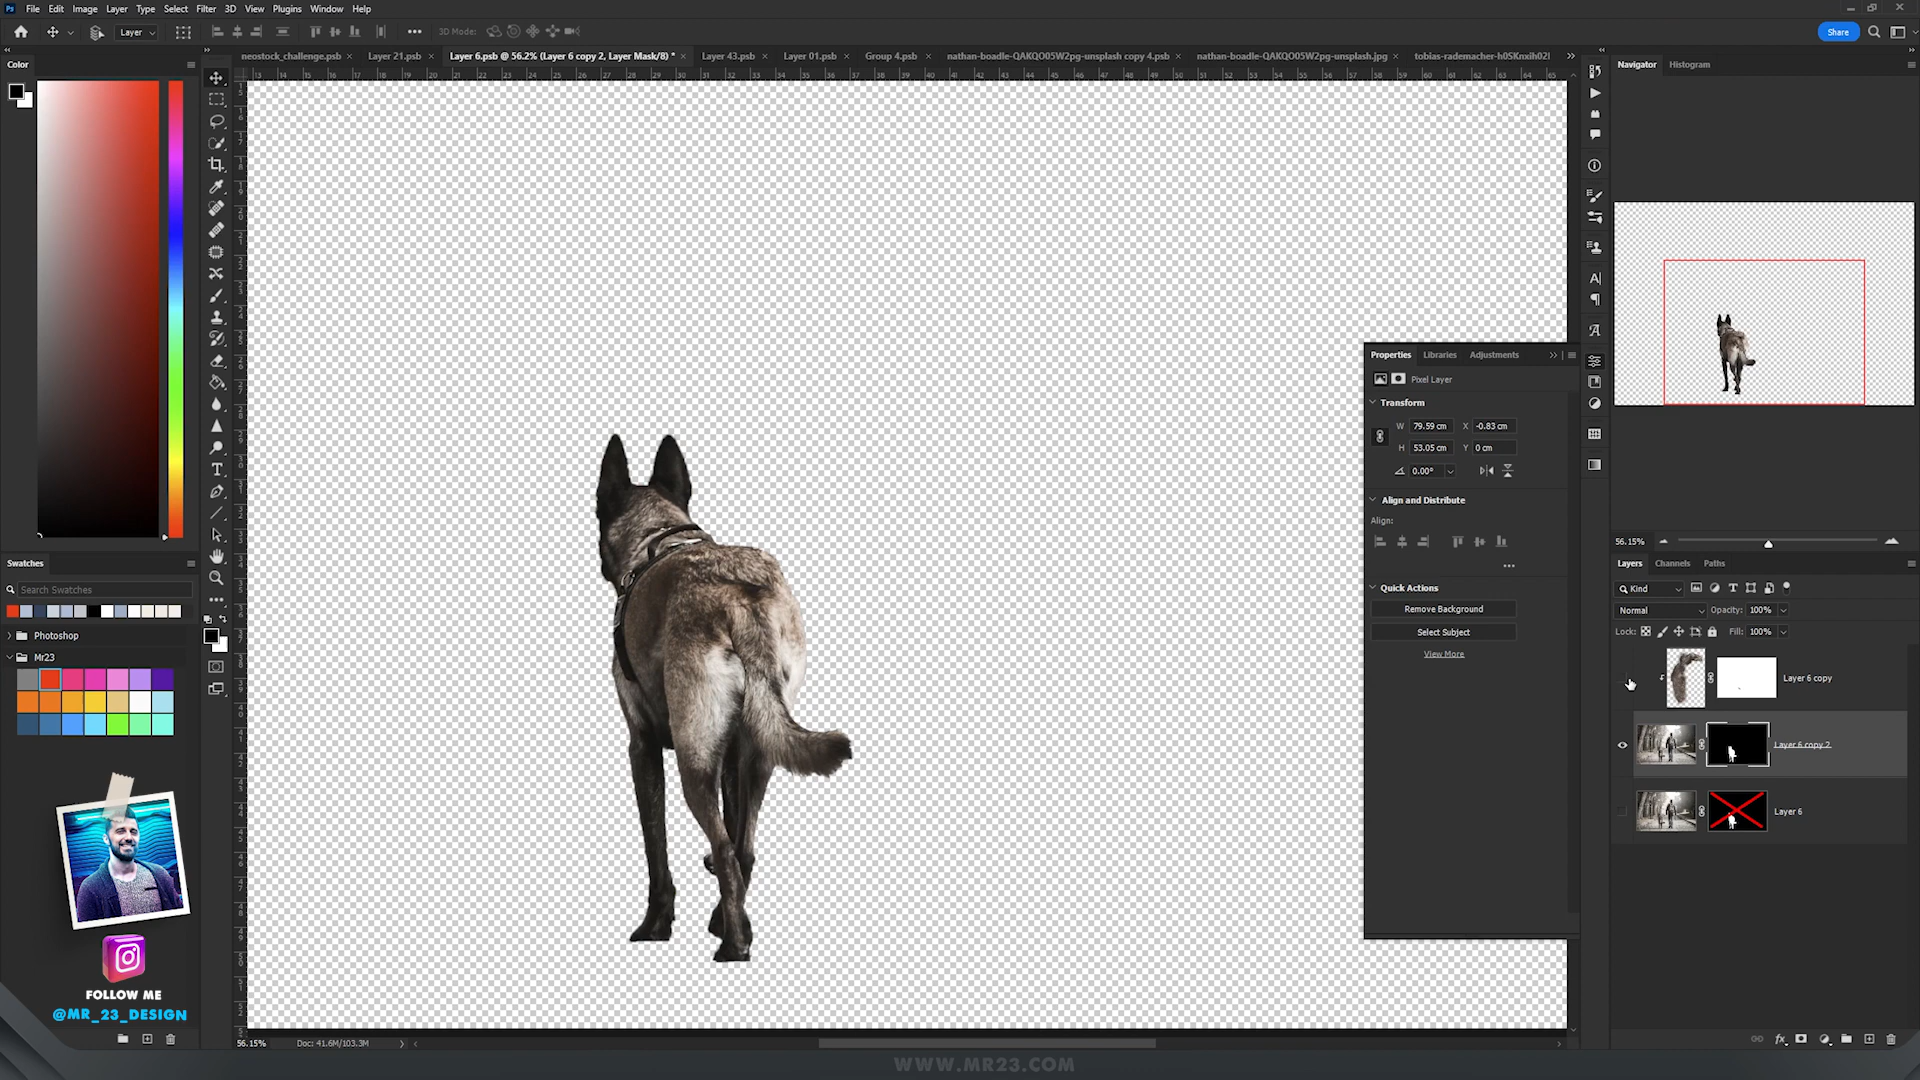 File Edit Image Layer Type Select Filter 3D View Plugins Window Help
Layer 3D Mode: Share
neostock_challenge.psb Layer 21.psb Layer 6.psb @ 56.2% (Layer 6 copy 2, Layer Mask/8) * Layer 43.psb Layer 01.psb Group 4.psb nathan-boadle-QAKQO05W2pg-unsplash copy 4.psb nathan-boadle-QAKQO05W2pg-unsplash.jpg tobias-rademacher-h0SKnxih02I
Color
Navigator Histogram
Properties Libraries Adjustments
Pixel Layer
Transform
W 79.59 cm X -0.83 cm
H 53.05 cm Y 0 cm
0.00°
Align and Distribute
Align:
Quick Actions
Remove Background
Select Subject
View More
56.15%
Layers Channels Paths
Kind
Normal Opacity: 100%
Lock: Fill: 100%
Layer 6 copy
Layer 6 copy 2
Layer 6
Swatches
Search Swatches
Photoshop
Mr23
FOLLOW ME
@MR_23_DESIGN
56.15% Doc: 41.6M/103.3M
WWW.MR23.COM